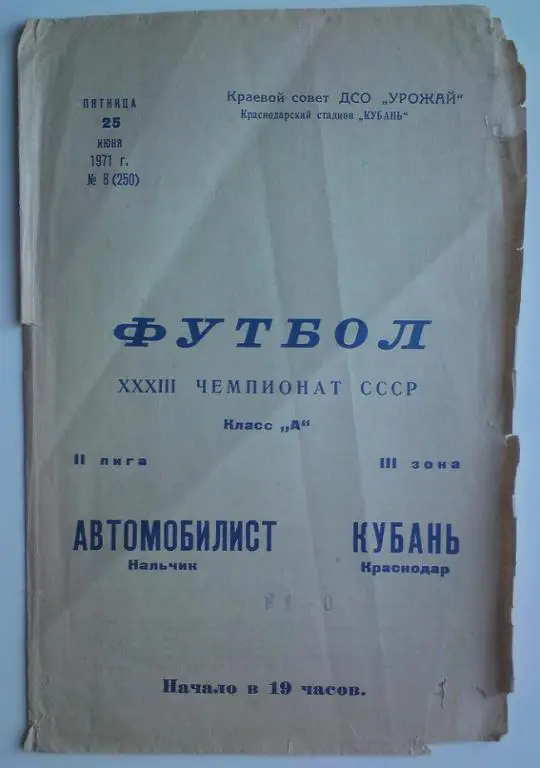 ПЯТНИЦА
25
июня
1971 г.
№ 8 (250)
Краевой совет ДСО „УРОЖАЙ“
Краснодарский стадион „КУБАНЬ“
ФУТБОЛ
XXXIII ЧЕМПИОНАТ СССР
Класс „А“
II лига III зона
АВТОМОБИЛИСТ КУБАНЬ
Нальчик Краснодар
Начало в 19 часов.